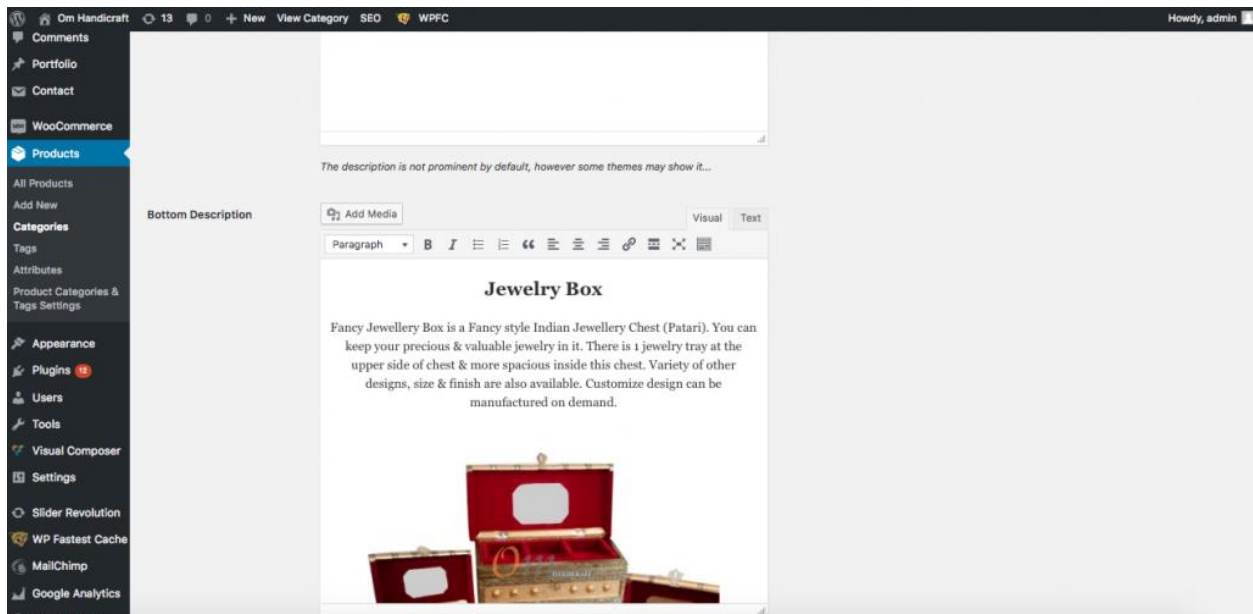 Om Handicraft 13 0 + New View Category SEO WPFC Howdy, admin
Comments
Portfolio
Contact
WooCommerce
Products
All Products
Add New
Categories
Tags
Attributes
Product Categories &
Tags Settings
Appearance
Plugins 12
Users
Tools
Visual Composer
Settings
Slider Revolution
WP Fastest Cache
MailChimp
Google Analytics
The description is not prominent by default, however some themes may show it...
Bottom Description
Add Media
Visual Text
Paragraph B I
Jewelry Box
Fancy Jewellery Box is a Fancy style Indian Jewellery Chest (Patari). You can
keep your precious & valuable jewelry in it. There is 1 jewelry tray at the
upper side of chest & more spacious inside this chest. Variety of other
designs, size & finish are also available. Customize design can be
manufactured on demand.
Om